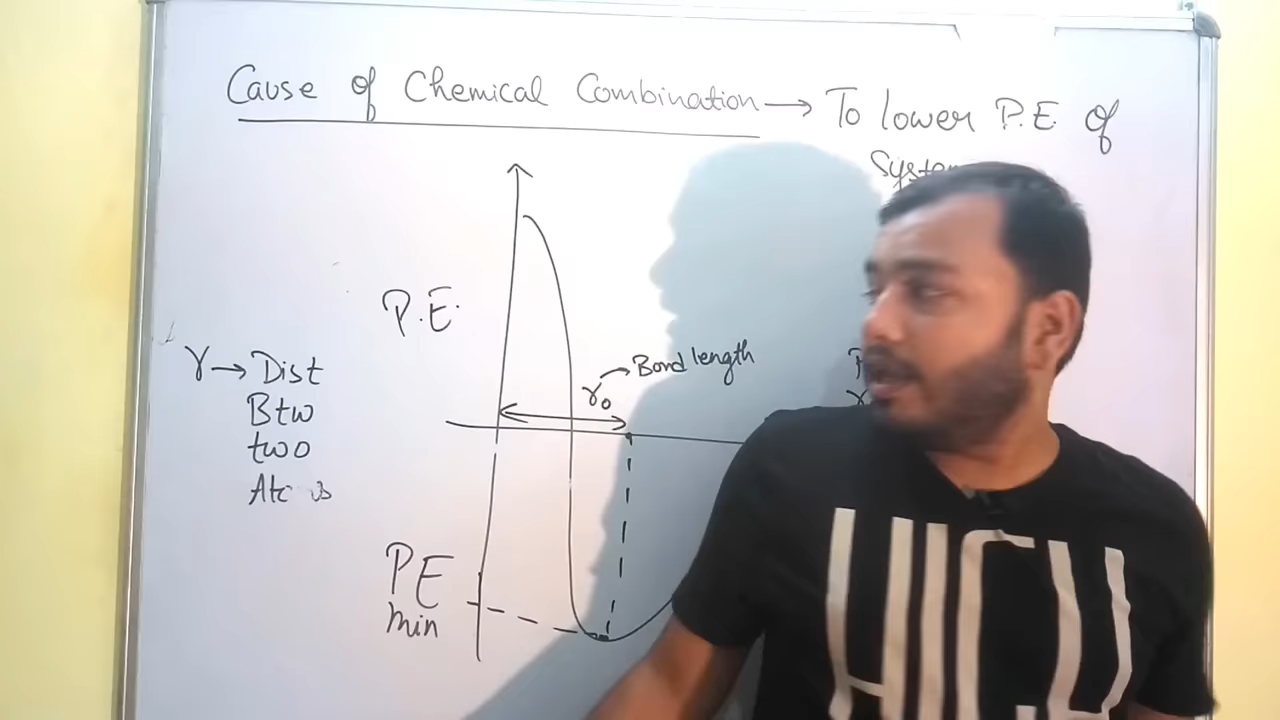 Cause of Chemical Combination → To lower P.E. of
P.E.
r₀ → Bond length
r → Dist
Btw
two
PE
min